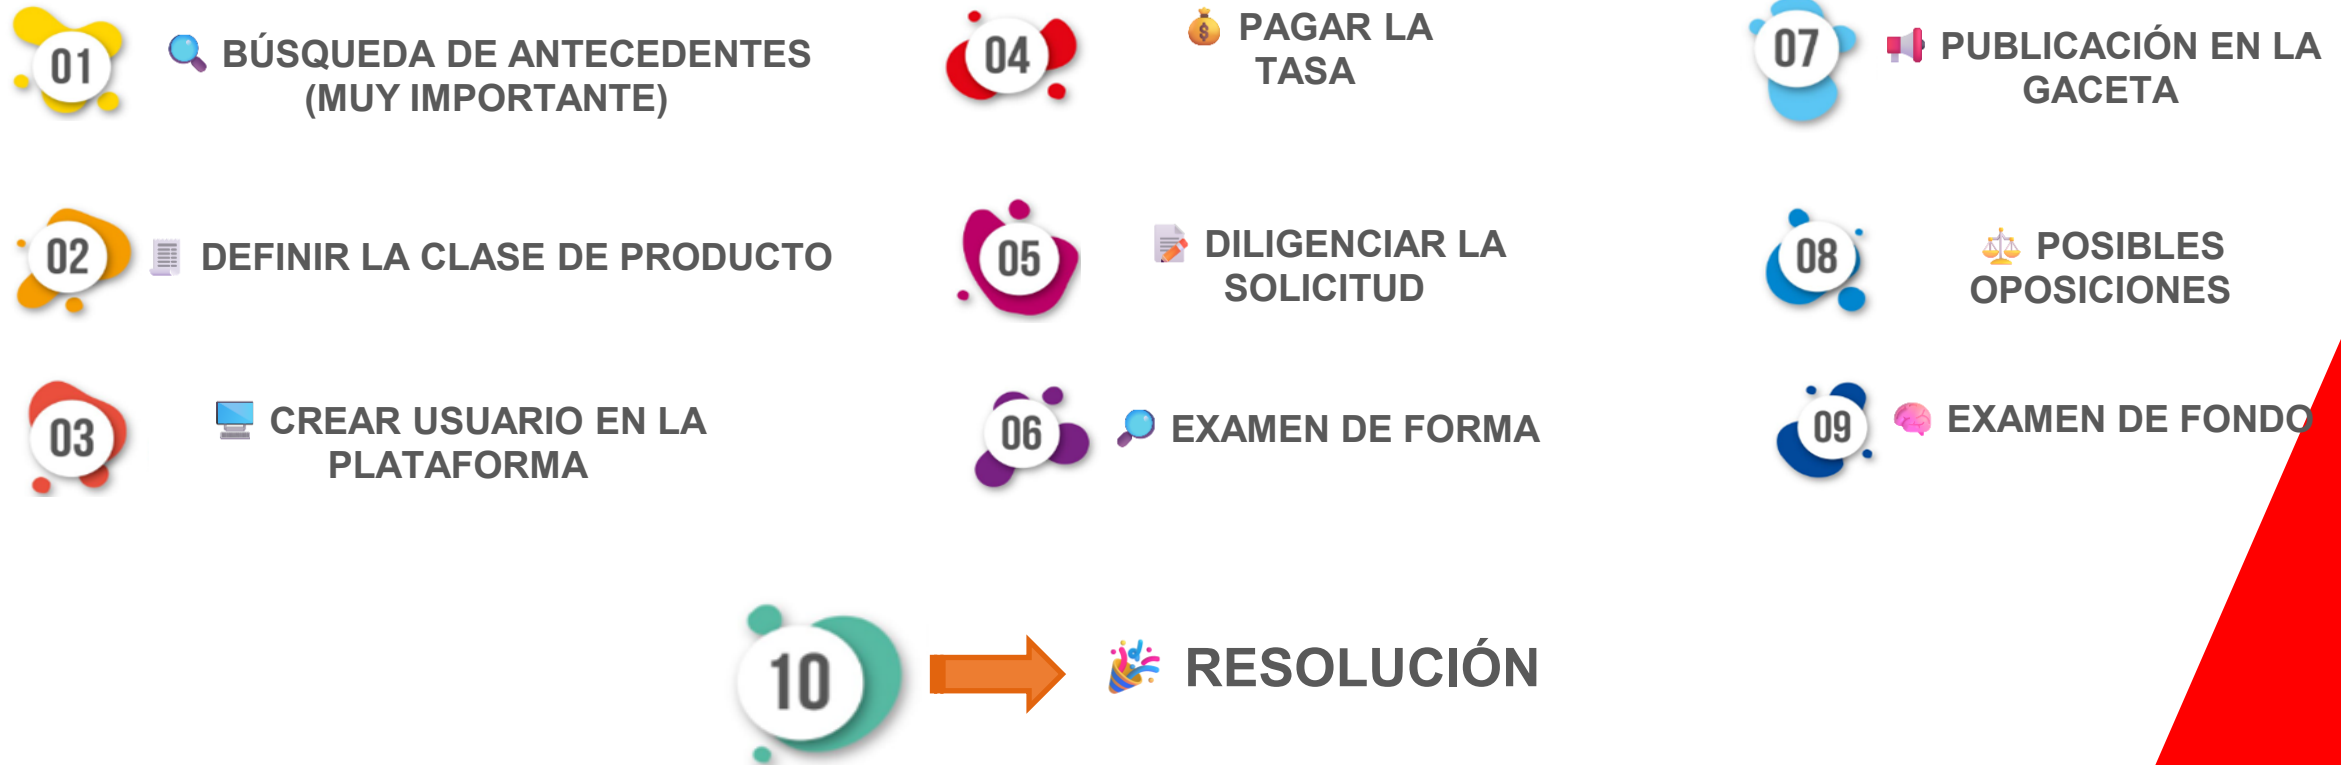 01
🔍 BÚSQUEDA DE ANTECEDENTES
(MUY IMPORTANTE)
02
🧾 DEFINIR LA CLASE DE PRODUCTO
03
🖥️ CREAR USUARIO EN LA
PLATAFORMA
04
💰 PAGAR LA
TASA
05
📝 DILIGENCIAR LA
SOLICITUD
06
🔎 EXAMEN DE FORMA
07
📢 PUBLICACIÓN EN LA
GACETA
08
⚖️ POSIBLES
OPOSICIONES
09
🧠 EXAMEN DE FONDO
10
🎉 RESOLUCIÓN